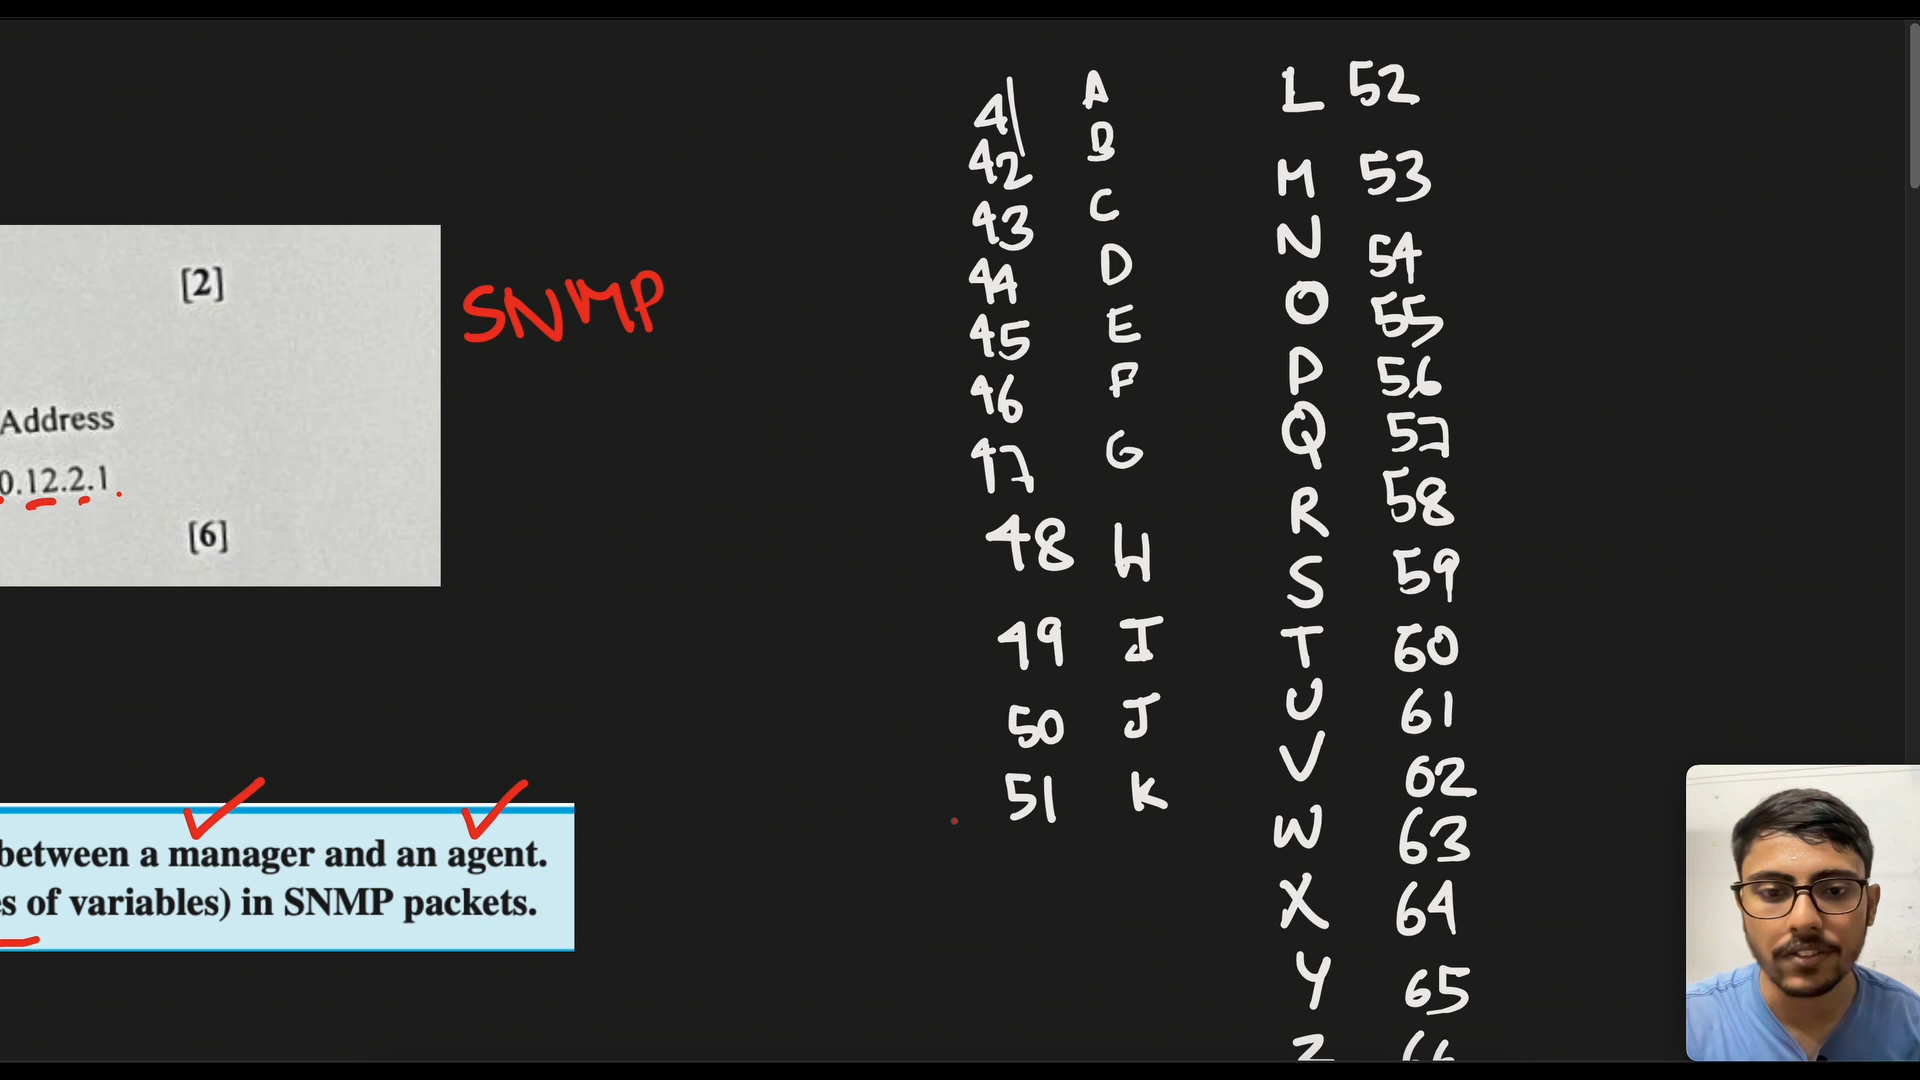 [2]
SNMP
Address
0.12.2.1
[6]
between a manager and an agent.
es of variables) in SNMP packets.
41 A
42 B
43 C
44 D
45 E
46 F
47 G
48 H
49 I
50 J
51 K
L 52
M 53
N 54
O 55
P 56
Q 57
R 58
S 59
T 60
U 61
V 62
W 63
X 64
Y 65
Z 66